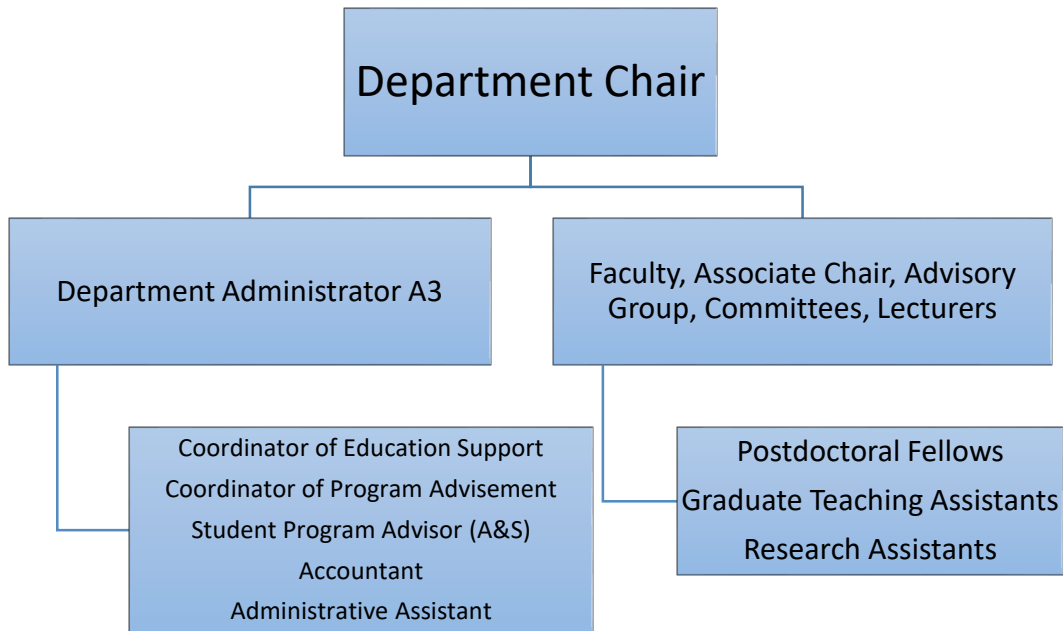 Department Chair
Department Administrator A3
Faculty, Associate Chair, Advisory
Group, Committees, Lecturers
Coordinator of Education Support
Coordinator of Program Advisement
Student Program Advisor (A&S)
Accountant
Administrative Assistant
Postdoctoral Fellows
Graduate Teaching Assistants
Research Assistants